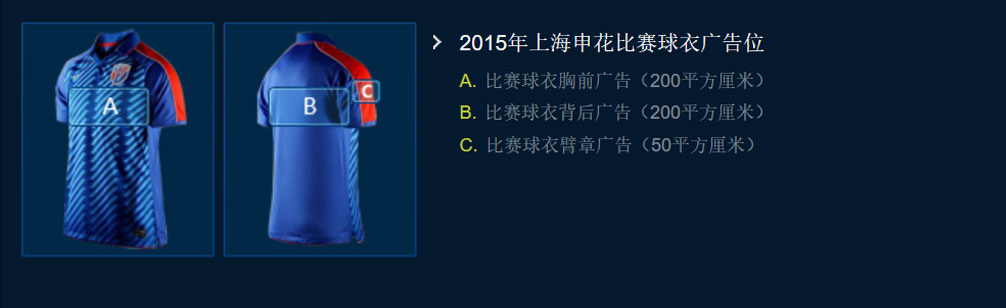 2015年上海申花比赛球衣广告位
A. 比赛球衣胸前广告（200平方厘米）
B. 比赛球衣背后广告（200平方厘米）
C. 比赛球衣臂章广告（50平方厘米）
A
B
C